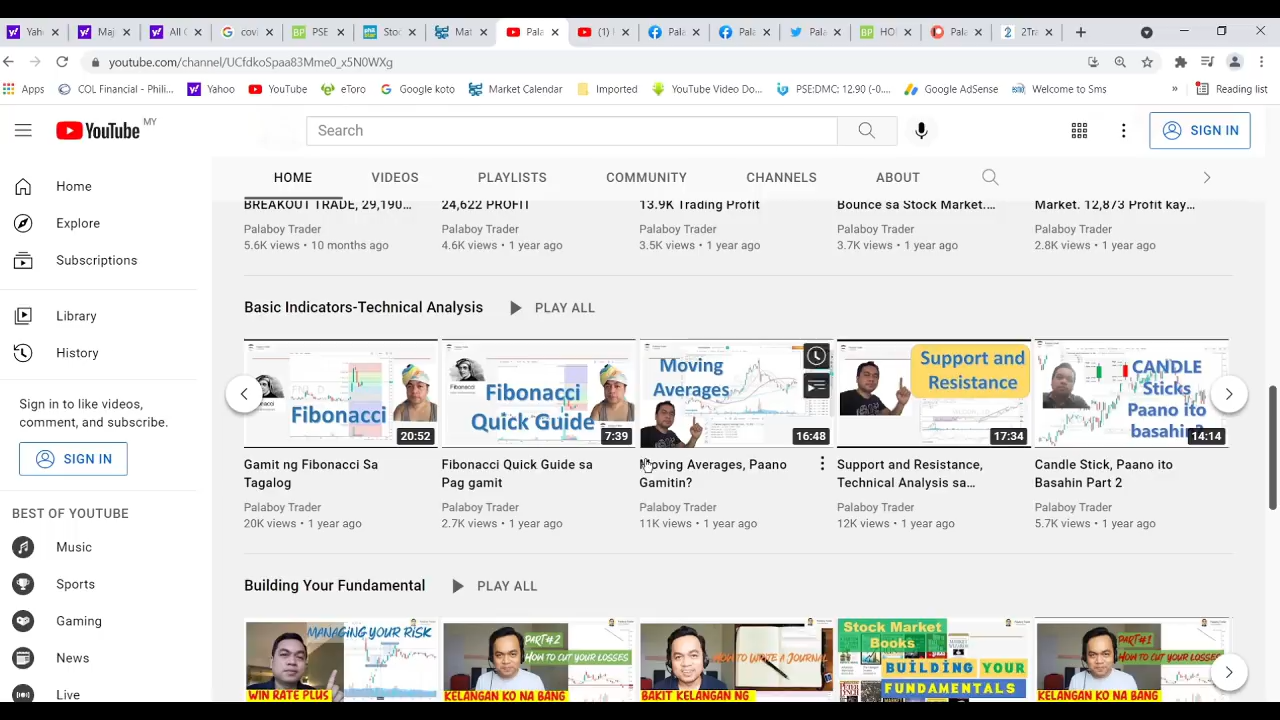 Yaho
Maj
All C
covi
PSE
Stoc
Mat
Pala
(1)
Pala
Pala
Pala
HO
Pala
2Tra
youtube.com/channel/UCfdkoSpaa83Mme0_x5N0WXg
Apps
COL Financial - Phili...
Yahoo
YouTube
eToro
Google koto
Market Calendar
Imported
YouTube Video Do...
PSE:DMC: 12.90 (-0....
Google AdSense
Welcome to Sms
»
Reading list
YouTube MY
Search
SIGN IN
HOME
VIDEOS
PLAYLISTS
COMMUNITY
CHANNELS
ABOUT
Home
Explore
Subscriptions
Library
History
Sign in to like videos,
comment, and subscribe.
SIGN IN
BEST OF YOUTUBE
Music
Sports
Gaming
News
Live
BREAKOUT TRADE, 29,190...
Palaboy Trader
5.6K views • 10 months ago
24,622 PROFIT
Palaboy Trader
4.6K views • 1 year ago
13.9K Trading Profit
Palaboy Trader
3.5K views • 1 year ago
Bounce sa Stock Market....
Palaboy Trader
3.7K views • 1 year ago
Market. 12,873 Profit kay...
Palaboy Trader
2.8K views • 1 year ago
Basic Indicators-Technical Analysis
PLAY ALL
Fibonacci
20:52
Gamit ng Fibonacci Sa
Tagalog
Palaboy Trader
20K views • 1 year ago
Fibonacci
Quick Guide
7:39
Fibonacci Quick Guide sa
Pag gamit
Palaboy Trader
2.7K views • 1 year ago
Moving
Averages
16:48
Moving Averages, Paano
Gamitin?
Palaboy Trader
11K views • 1 year ago
Support and
Resistance
17:34
Support and Resistance,
Technical Analysis sa...
Palaboy Trader
12K views • 1 year ago
CANDLE
Sticks
Paano ito
basahin?
14:14
Candle Stick, Paano ito
Basahin Part 2
Palaboy Trader
5.7K views • 1 year ago
Building Your Fundamental
PLAY ALL
MANAGING YOUR RISK
WIN RATE PLUS
PART#2
HOW TO CUT YOUR LOSSES
KELANGAN KO NA BANG
HOW TO WRITE A JOURNAL
BAKIT KELANGAN NG
Stock Market
Books
BUILDING YOUR
FUNDAMENTALS
PART#1
HOW TO CUT YOUR LOSSES
KELANGAN KO NA BANG